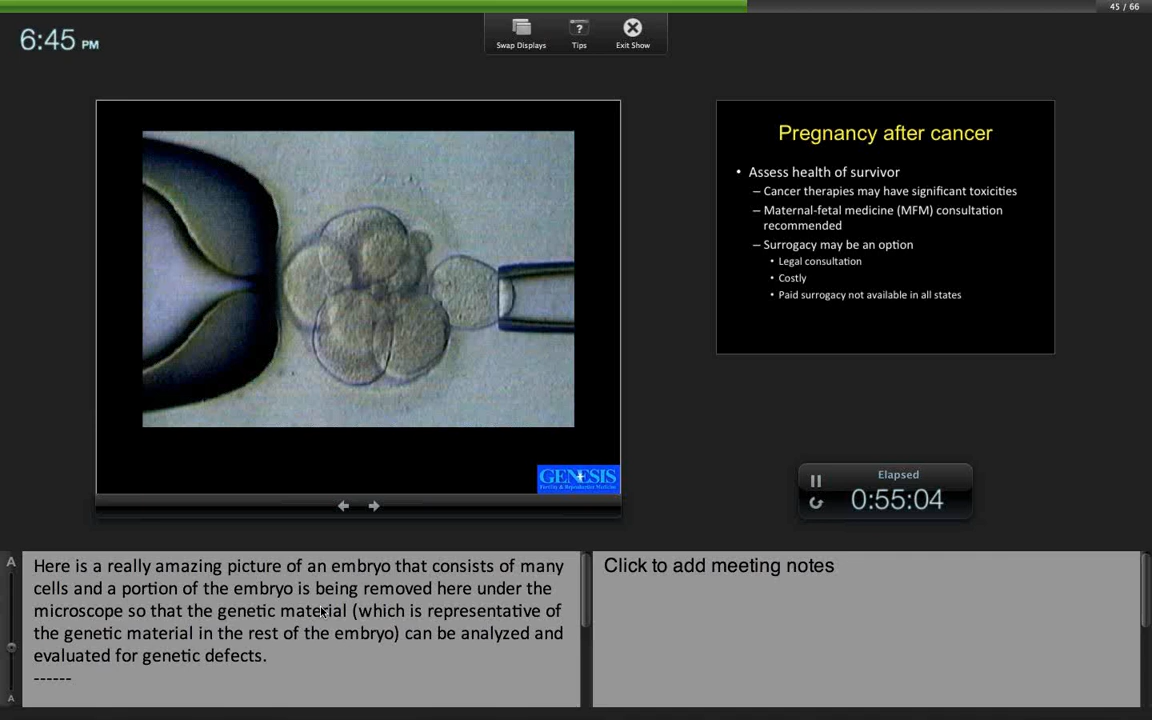 45 / 66
6:45 PM
Swap Displays
Tips
Exit Show
GENESIS
Fertility & Reproductive Medicine
Pregnancy after cancer
• Assess health of survivor
– Cancer therapies may have significant toxicities
– Maternal-fetal medicine (MFM) consultation
recommended
– Surrogacy may be an option
• Legal consultation
• Costly
• Paid surrogacy not available in all states
Elapsed
0:55:04
A
Here is a really amazing picture of an embryo that consists of many
cells and a portion of the embryo is being removed here under the
microscope so that the genetic material (which is representative of
the genetic material in the rest of the embryo) can be analyzed and
evaluated for genetic defects.
------
A
Click to add meeting notes